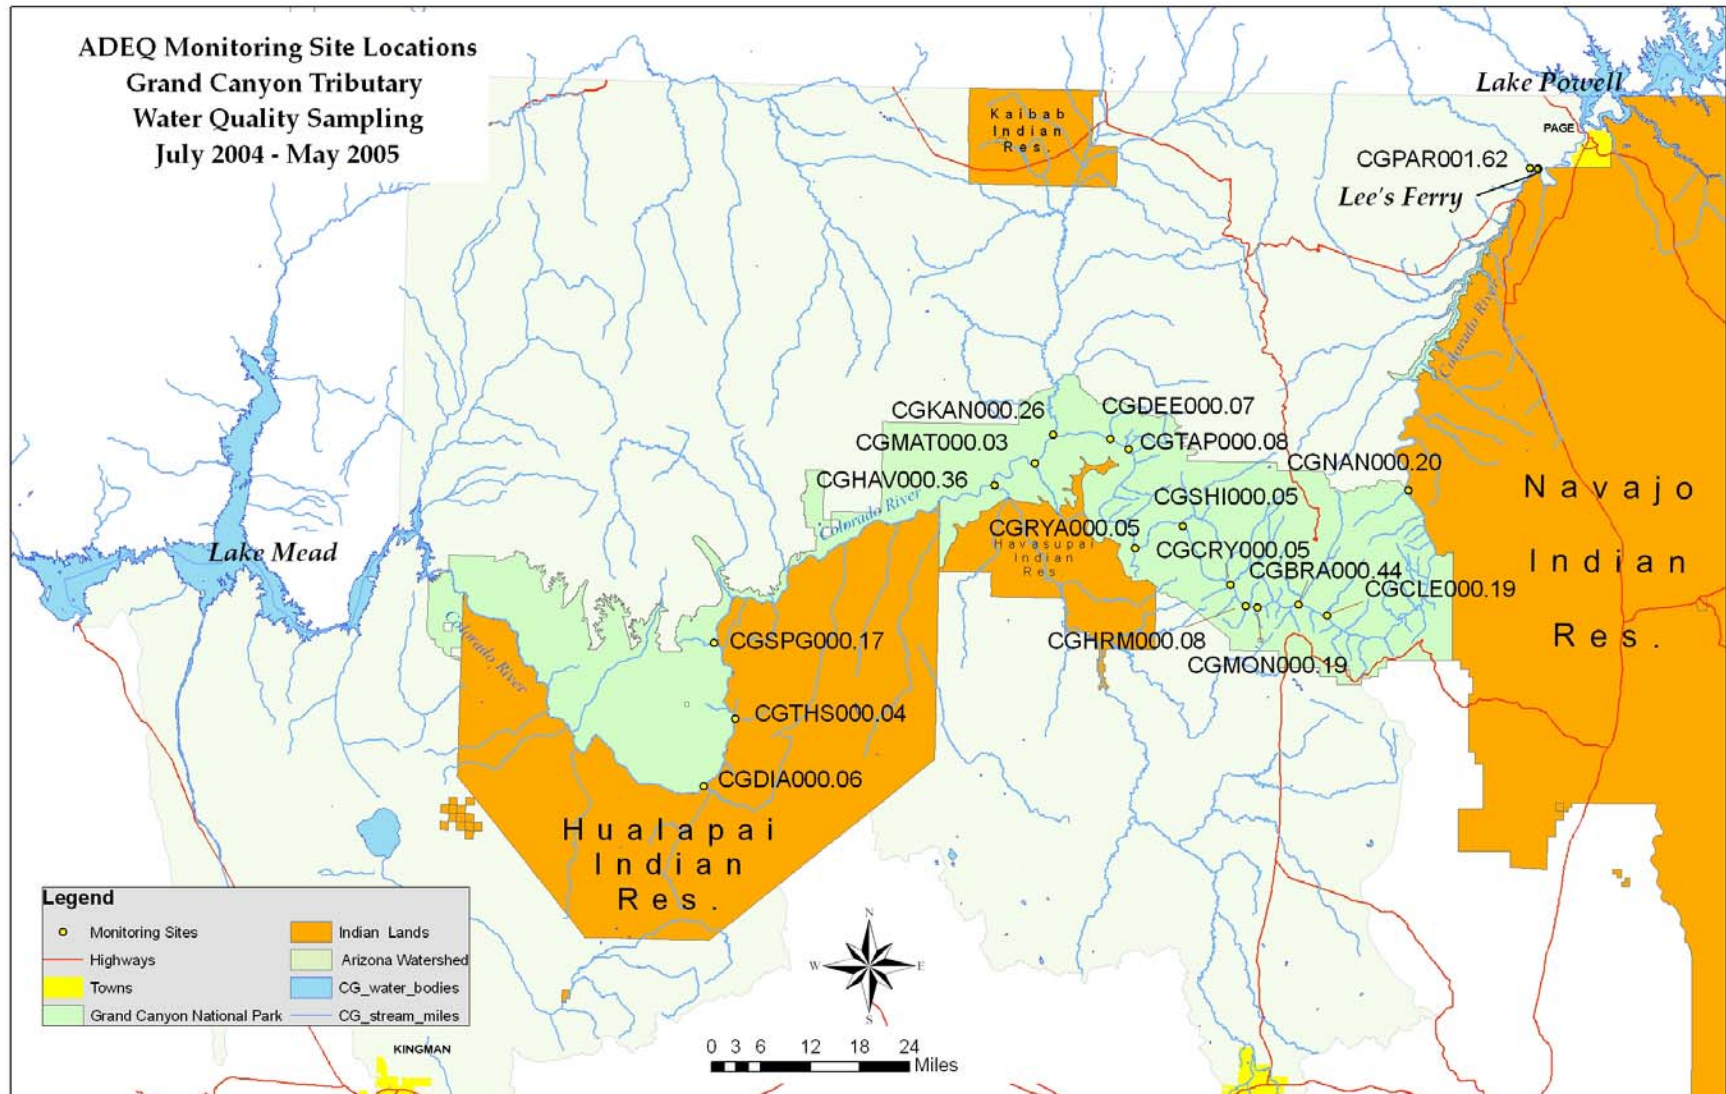 ADEQ Monitoring Site Locations
Grand Canyon Tributary
Water Quality Sampling
July 2004 - May 2005
Lake Powell
PAGE
Kaibab
Indian
Res.
CGPAR001.62
Lee's Ferry
Colorado River
CGKAN000.26
CGDEE000.07
CGMAT000.03
CGTAP000.08
CGNAN000.20
CGHAV000.36
CGSHI000.05
Colorado River
CGRYA000.05
Havasupai
Indian
Res
CGCRY000.05
CGBRA000.44
CGCLE000.19
CGHRM000.08
CGMON000.19
Navajo
Indian
Res.
Lake Mead
Colorado River
CGSPG000.17
CGTHS000.04
CGDIA000.06
Hualapai
Indian
Res.
Legend
Monitoring Sites
Highways
Towns
Grand Canyon National Park
Indian Lands
Arizona Watershed
CG_water_bodies
CG_stream_miles
KINGMAN
N
W E
S
0 3 6 12 18 24
Miles